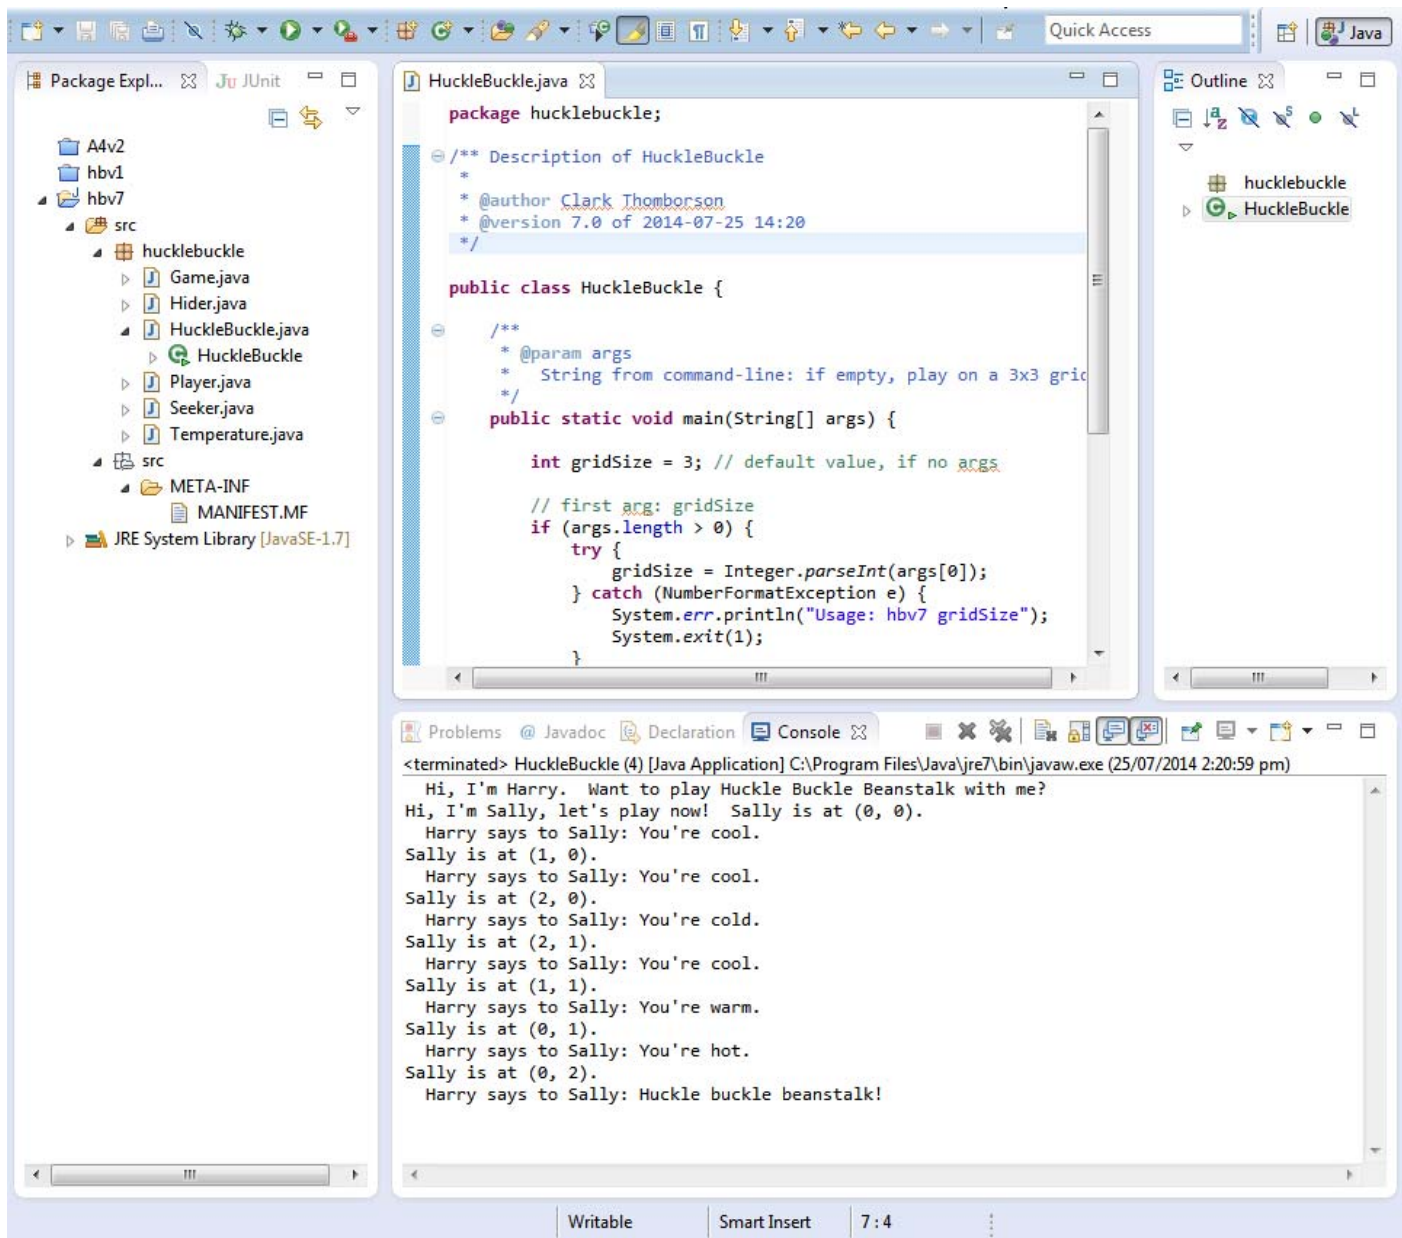 Quick Access
Java
Package Expl...
JUnit
A4v2
hbv1
hbv7
src
hucklebuckle
Game.java
Hider.java
HuckleBuckle.java
HuckleBuckle
Player.java
Seeker.java
Temperature.java
src
META-INF
MANIFEST.MF
JRE System Library [JavaSE-1.7]
HuckleBuckle.java
package hucklebuckle;
/** Description of HuckleBuckle
*
* @author Clark Thomborson
* @version 7.0 of 2014-07-25 14:20
*/
public class HuckleBuckle {
/**
* @param args
* String from command-line: if empty, play on a 3x3 grid
*/
public static void main(String[] args) {
int gridSize = 3; // default value, if no args
// first arg: gridSize
if (args.length > 0) {
try {
gridSize = Integer.parseInt(args[0]);
} catch (NumberFormatException e) {
System.err.println("Usage: hbv7 gridSize");
System.exit(1);
}
Outline
hucklebuckle
HuckleBuckle
Problems @ Javadoc Declaration Console
<terminated> HuckleBuckle (4) [Java Application] C:\Program Files\Java\jre7\bin\javaw.exe (25/07/2014 2:20:59 pm)
Hi, I'm Harry.  Want to play Huckle Buckle Beanstalk with me?
Hi, I'm Sally, let's play now!  Sally is at (0, 0).
Harry says to Sally: You're cool.
Sally is at (1, 0).
Harry says to Sally: You're cool.
Sally is at (2, 0).
Harry says to Sally: You're cold.
Sally is at (2, 1).
Harry says to Sally: You're cool.
Sally is at (1, 1).
Harry says to Sally: You're warm.
Sally is at (0, 1).
Harry says to Sally: You're hot.
Sally is at (0, 2).
Harry says to Sally: Huckle buckle beanstalk!
Writable
Smart Insert
7 : 4